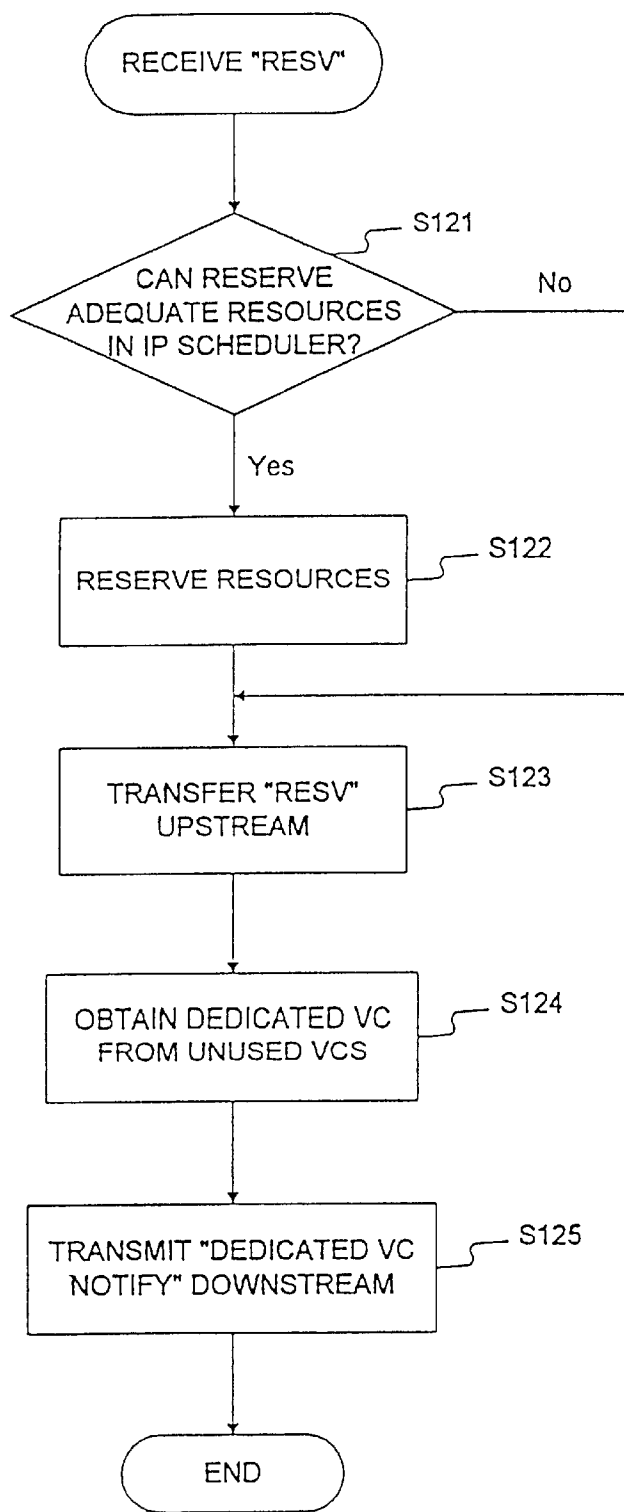 RECEIVE "RESV"
S121
CAN RESERVE
ADEQUATE RESOURCES
IN IP SCHEDULER?
No
Yes
S122
RESERVE RESOURCES
S123
TRANSFER "RESV"
UPSTREAM
S124
OBTAIN DEDICATED VC
FROM UNUSED VCS
S125
TRANSMIT "DEDICATED VC
NOTIFY" DOWNSTREAM
END